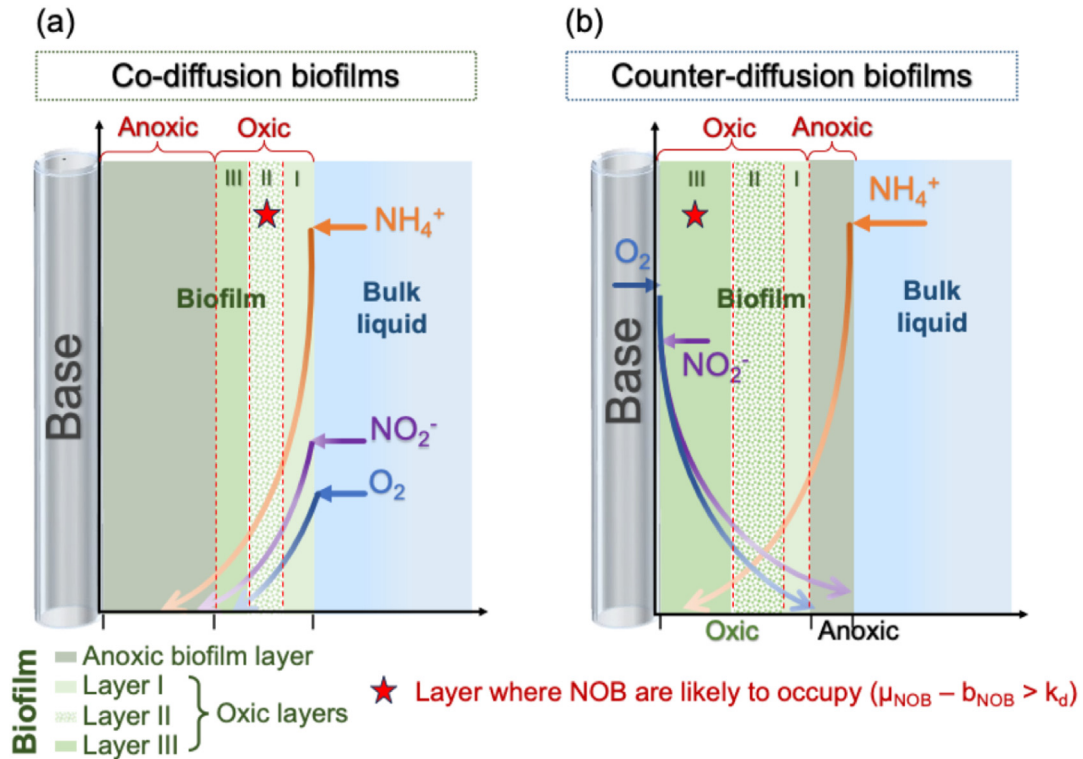 (a)
Co-diffusion biofilms
Anoxic
Oxic
III
II
I
NH₄⁺
Biofilm
Bulk
liquid
Base
NO₂⁻
O₂
(b)
Counter-diffusion biofilms
Oxic
Anoxic
III
II
I
NH₄⁺
O₂
Biofilm
Bulk
liquid
Base
NO₂⁻
Oxic
Anoxic
Biofilm
Anoxic biofilm layer
Layer I
Layer II
Layer III
Oxic layers
Layer where NOB are likely to occupy (μNOB – bNOB > kd)